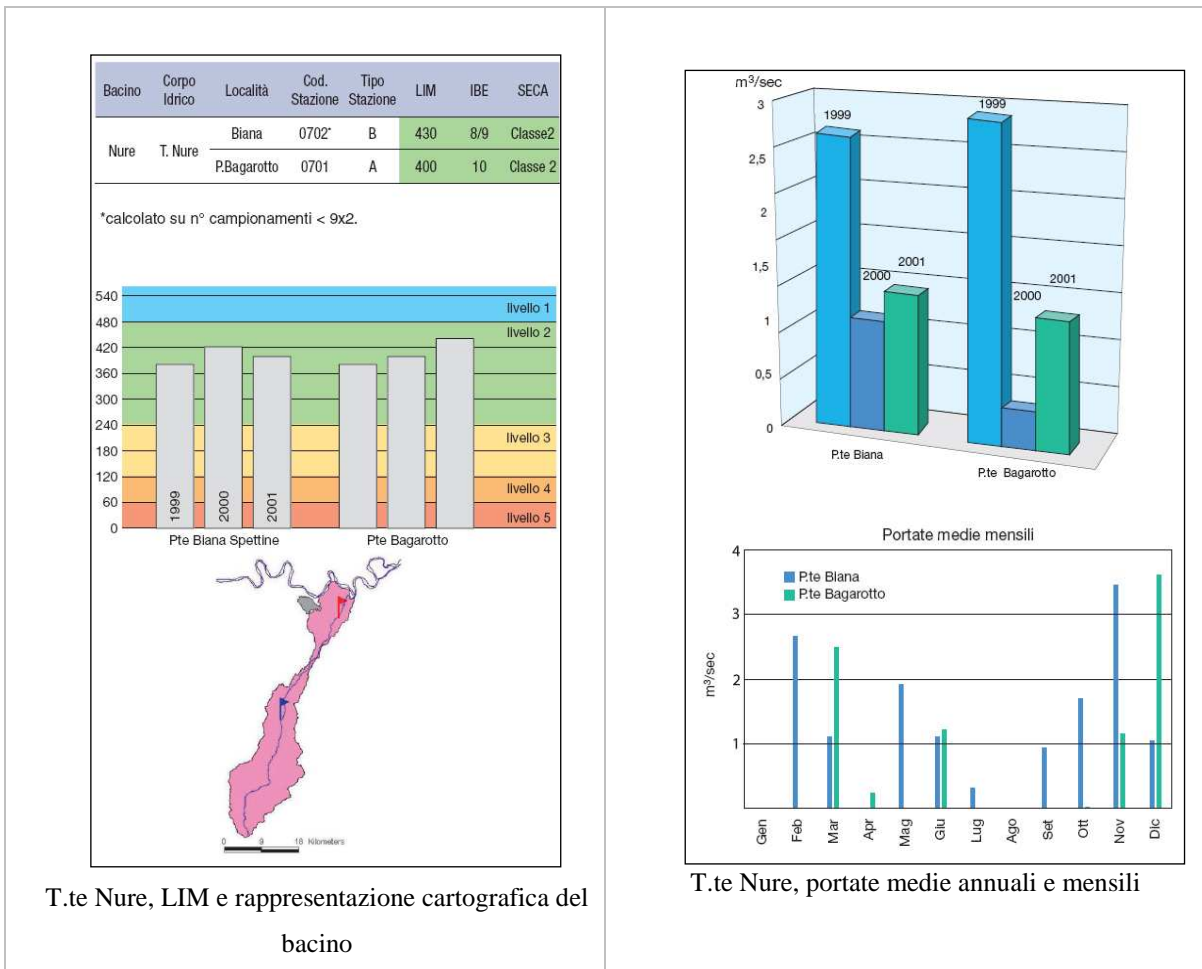 Bacino Corpo Idrico Località Cod. Stazione Tipo Stazione LIM IBE SECA
Nure T. Nure Biana 0702* B 430 8/9 Classe2
P.Bagarotto 0701 A 400 10 Classe 2
*calcolato su n° campionamenti < 9x2.
540
livello 1
480
livello 2
420
360
300
240
livello 3
180
120
livello 4
60
livello 5
0
1999 2000 2001
Pte Biana Spettine Pte Bagarotto
0 9 18 Kilometers
T.te Nure, LIM e rappresentazione cartografica del
bacino
m³/sec
3
2,5
2
1,5
1
0,5
0
1999 1999
2000 2001 2000 2001
P.te Biana P.te Bagarotto
Portate medie mensili
4
P.te Biana
P.te Bagarotto
3
m³/sec
2
1
Gen Feb Mar Apr Mag Giu Lug Ago Set Ott Nov Dic
T.te Nure, portate medie annuali e mensili